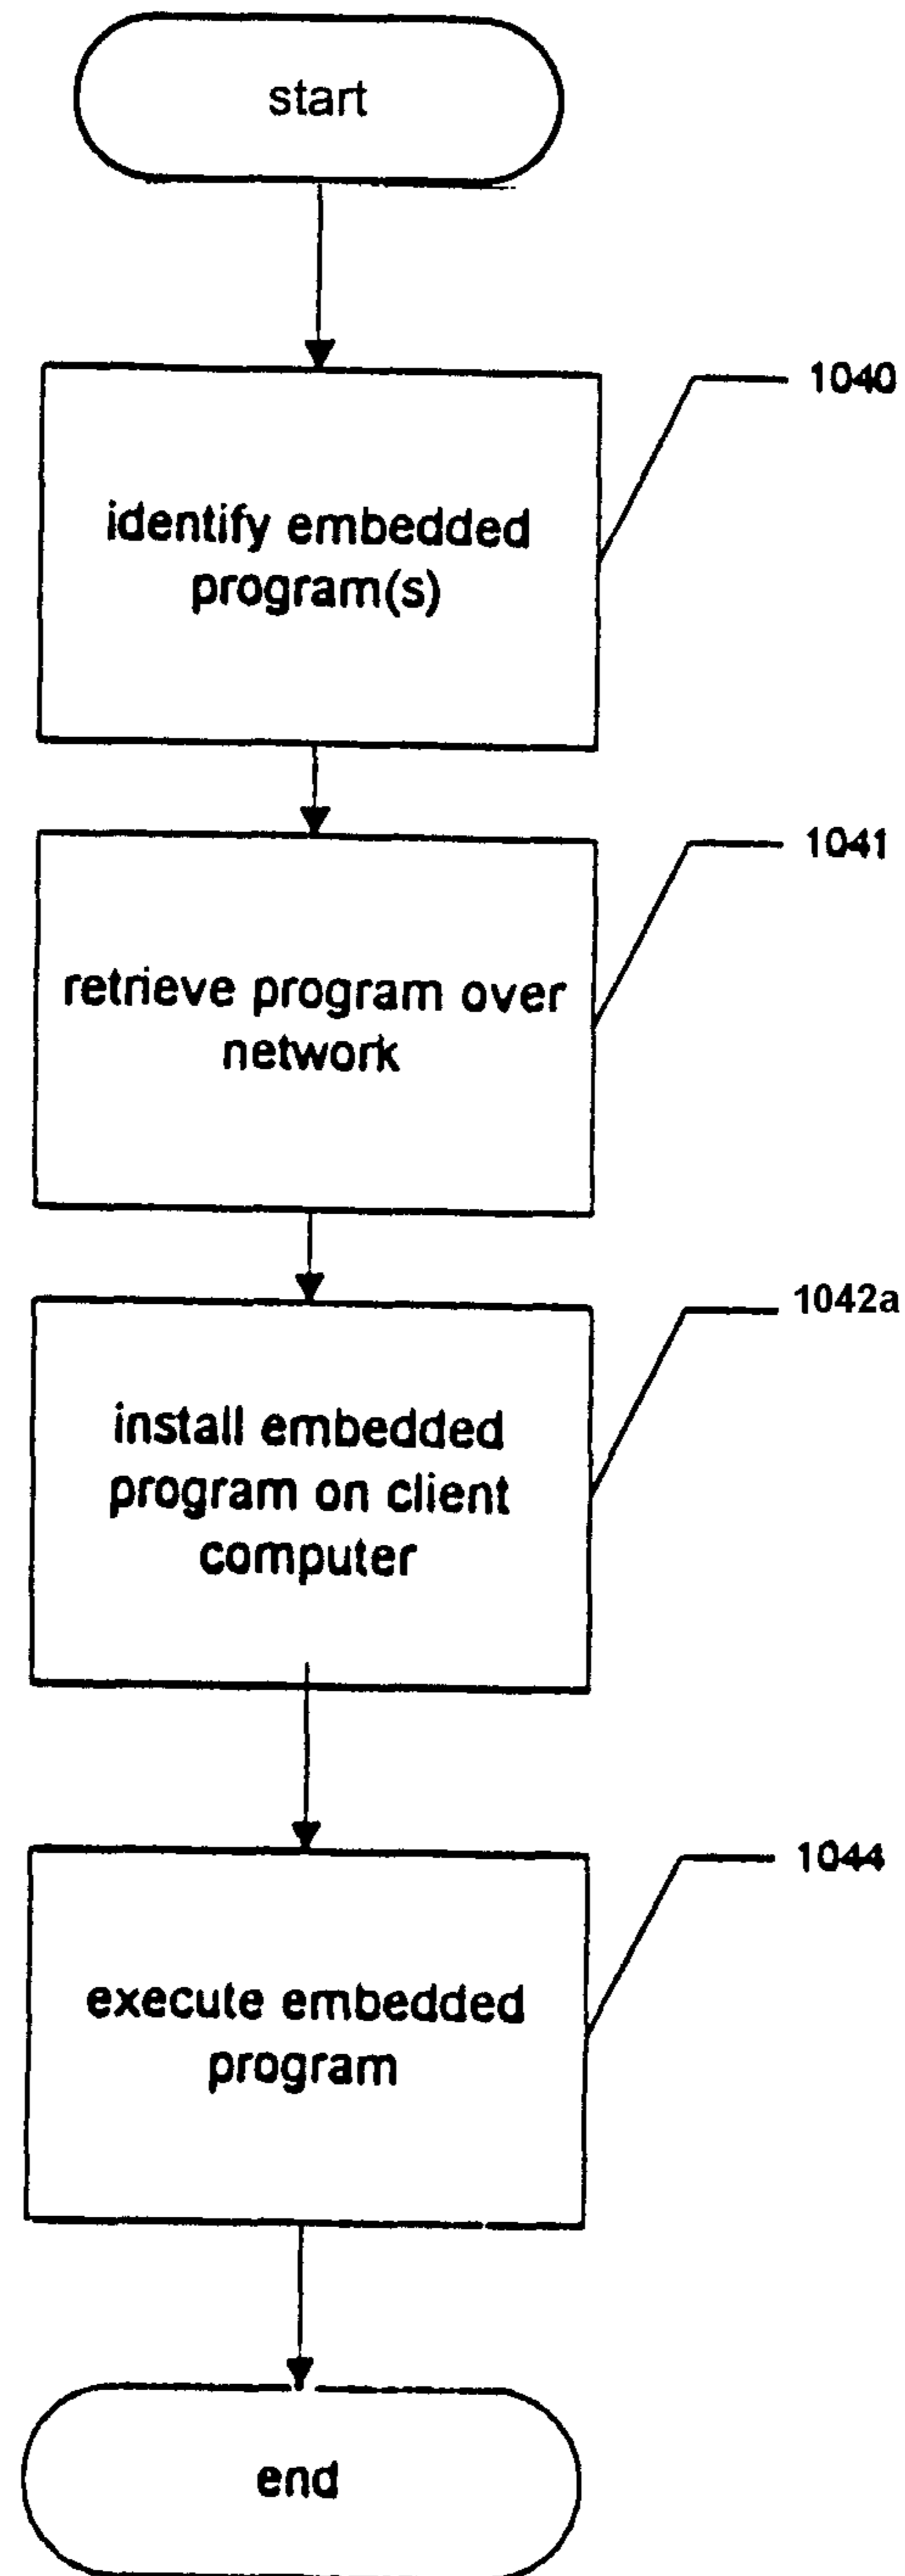 start
1040
identify embedded
program(s)
1041
retrieve program over
network
1042a
install embedded
program on client
computer
1044
execute embedded
program
end